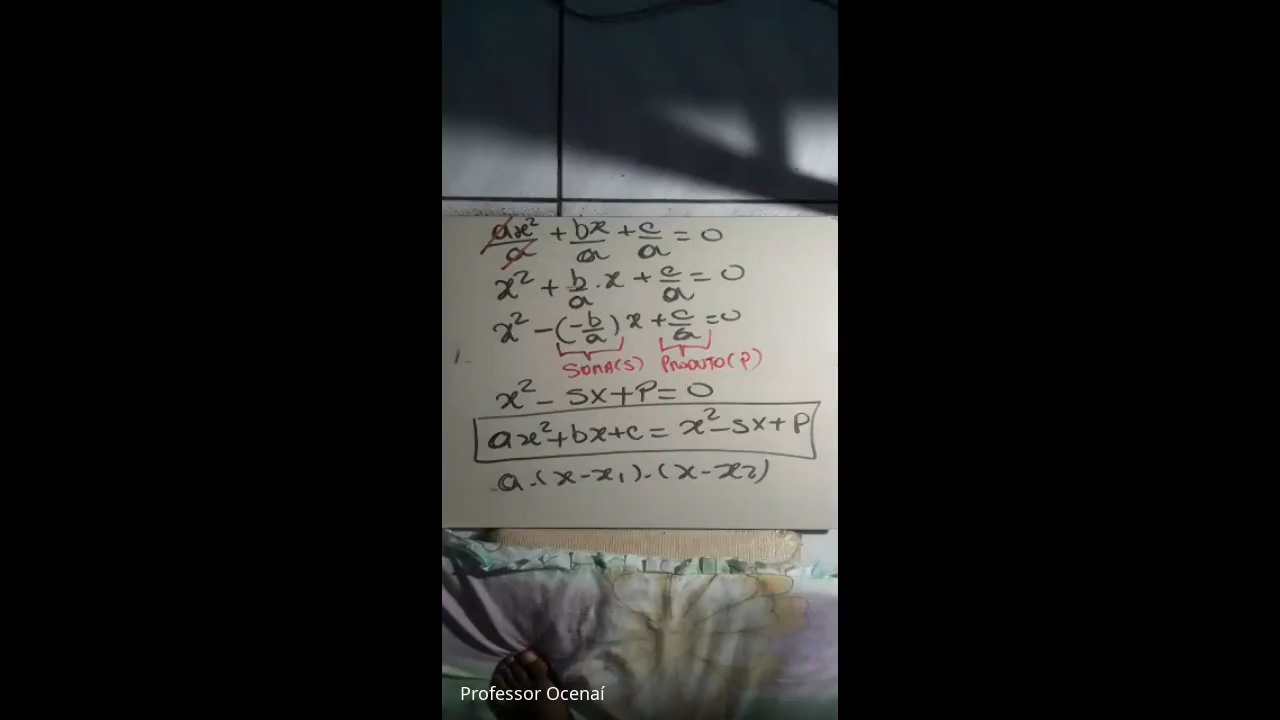 ax²/a + bx/a + c/a = 0
x² + b/a . x + c/a = 0
x² - (-b/a) x + c/a = 0
SOMA(S) PRODUTO(P)
x² - Sx + P = 0
ax² + bx + c = x² - Sx + P
a.(x - x₁).(x - x₂)
Professor Ocenaí